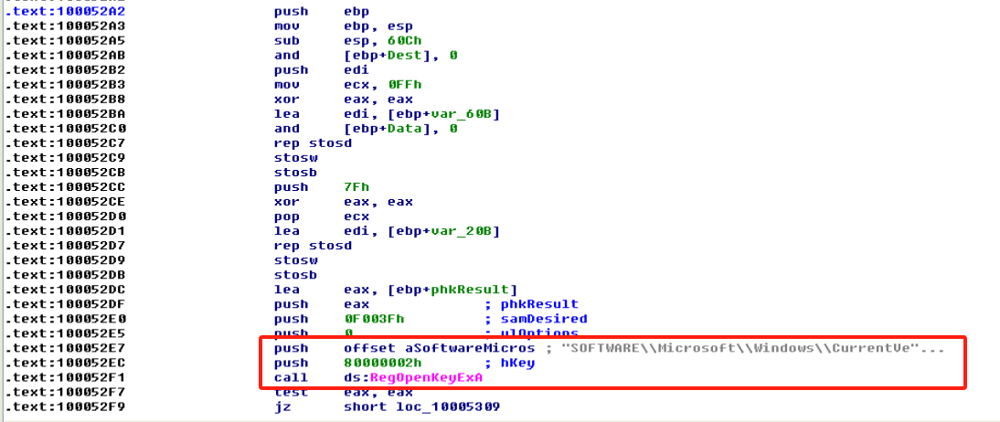 .text:100052A2 push ebp
.text:100052A3 mov ebp, esp
.text:100052A5 sub esp, 60Ch
.text:100052AB and [ebp+Dest], 0
.text:100052B2 push edi
.text:100052B3 mov ecx, 0FFh
.text:100052B8 xor eax, eax
.text:100052BA lea edi, [ebp+var_60B]
.text:100052C0 and [ebp+Data], 0
.text:100052C7 rep stosd
.text:100052C9 stosw
.text:100052CB stosb
.text:100052CC push 7Fh
.text:100052CE xor eax, eax
.text:100052D0 pop ecx
.text:100052D1 lea edi, [ebp+var_20B]
.text:100052D7 rep stosd
.text:100052D9 stosw
.text:100052DB stosb
.text:100052DC lea eax, [ebp+phkResult]
.text:100052DF push eax ; phkResult
.text:100052E0 push 0F003Fh ; samDesired
.text:100052E5 push 0 ; ulOptions
.text:100052E7 push offset aSoftwareMicros ; "SOFTWARE\\Microsoft\\Windows\\CurrentVe"...
.text:100052EC push 80000002h ; hKey
.text:100052F1 call ds:RegOpenKeyExA
.text:100052F7 test eax, eax
.text:100052F9 jz short loc_10005309